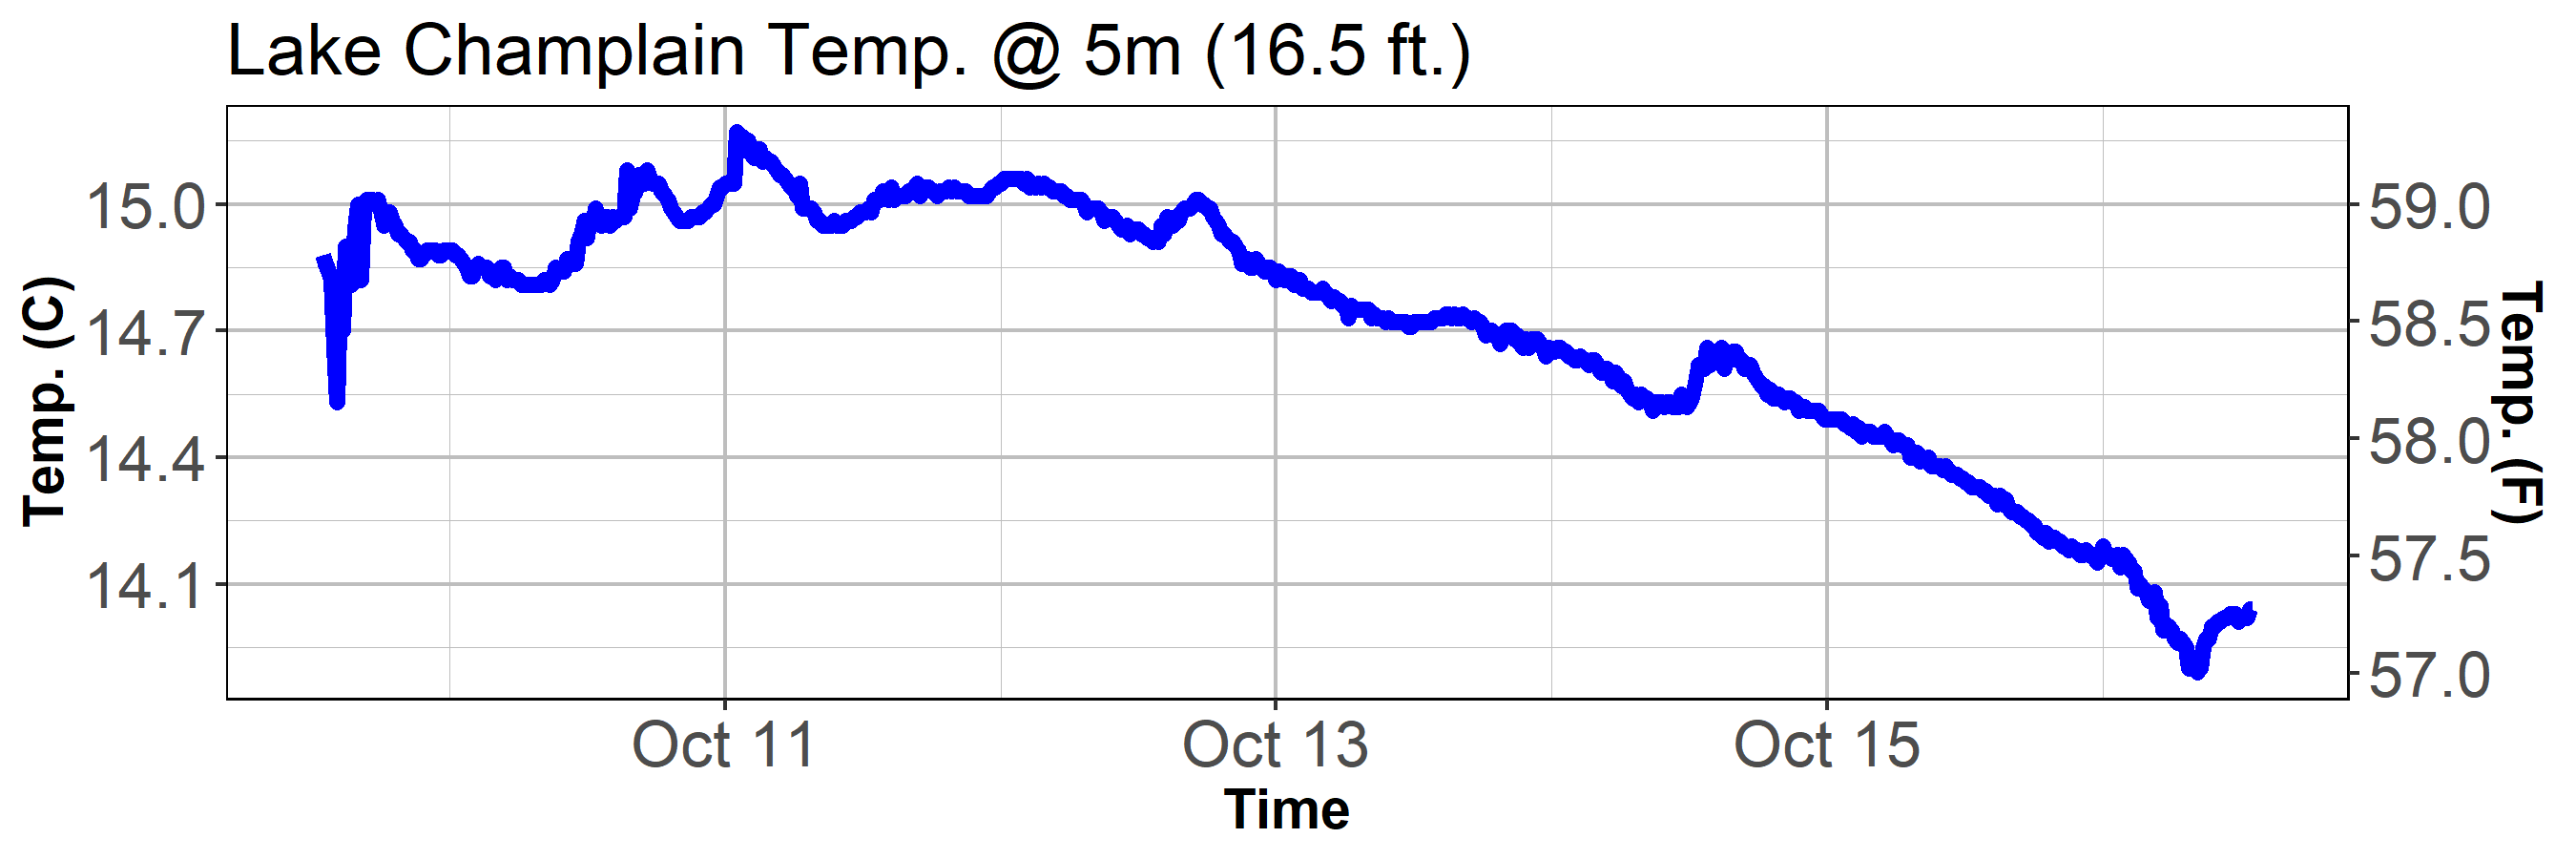 Lake Champlain Temp. @ 5m (16.5 ft.)
Temp. (C)
15.0
14.7
14.4
14.1
59.0
58.5
58.0
57.5
57.0
Temp. (F)
Oct 11
Oct 13
Oct 15
Time